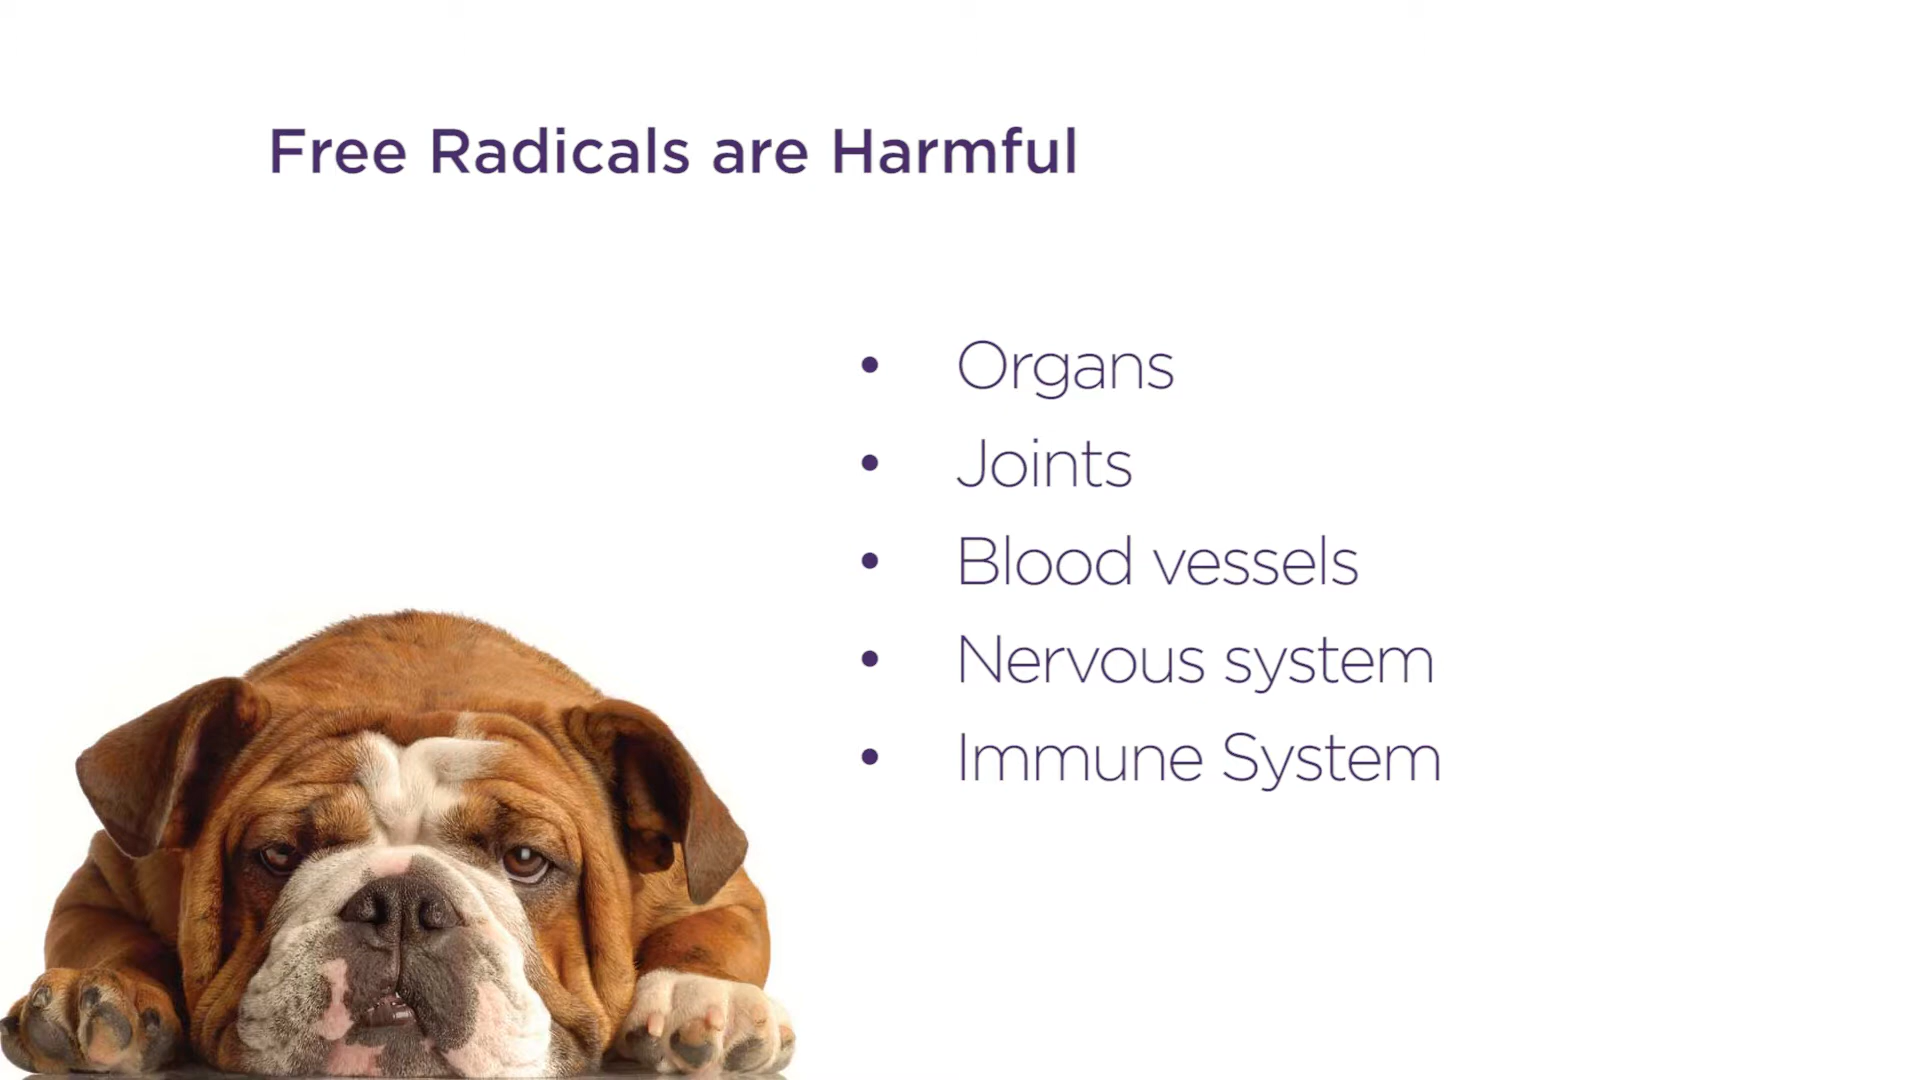 Free Radicals are Harmful
• Organs
• Joints
• Blood vessels
• Nervous system
• Immune System